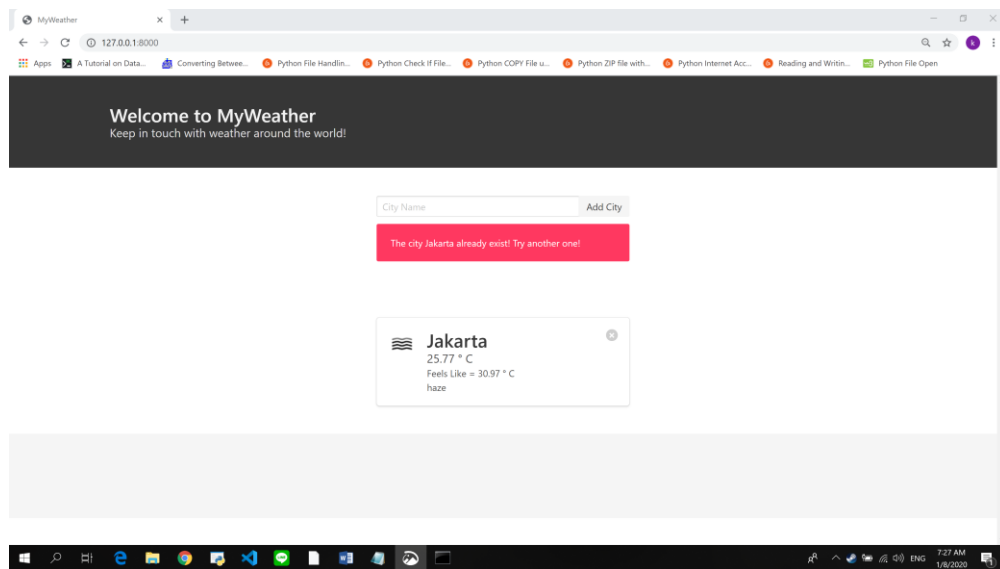 MyWeather
127.0.0.1:8000
k
Apps
A Tutorial on Data...
Converting Betwee...
Python File Handlin...
Python Check If File...
Python COPY File u...
Python ZIP file with...
Python Internet Acc...
Reading and Writin...
Python File Open
Welcome to MyWeather
Keep in touch with weather around the world!
City Name
Add City
The city Jakarta already exist! Try another one!
Jakarta
25.77 ° C
Feels Like = 30.97 ° C
haze
ENG
7:27 AM
1/8/2020